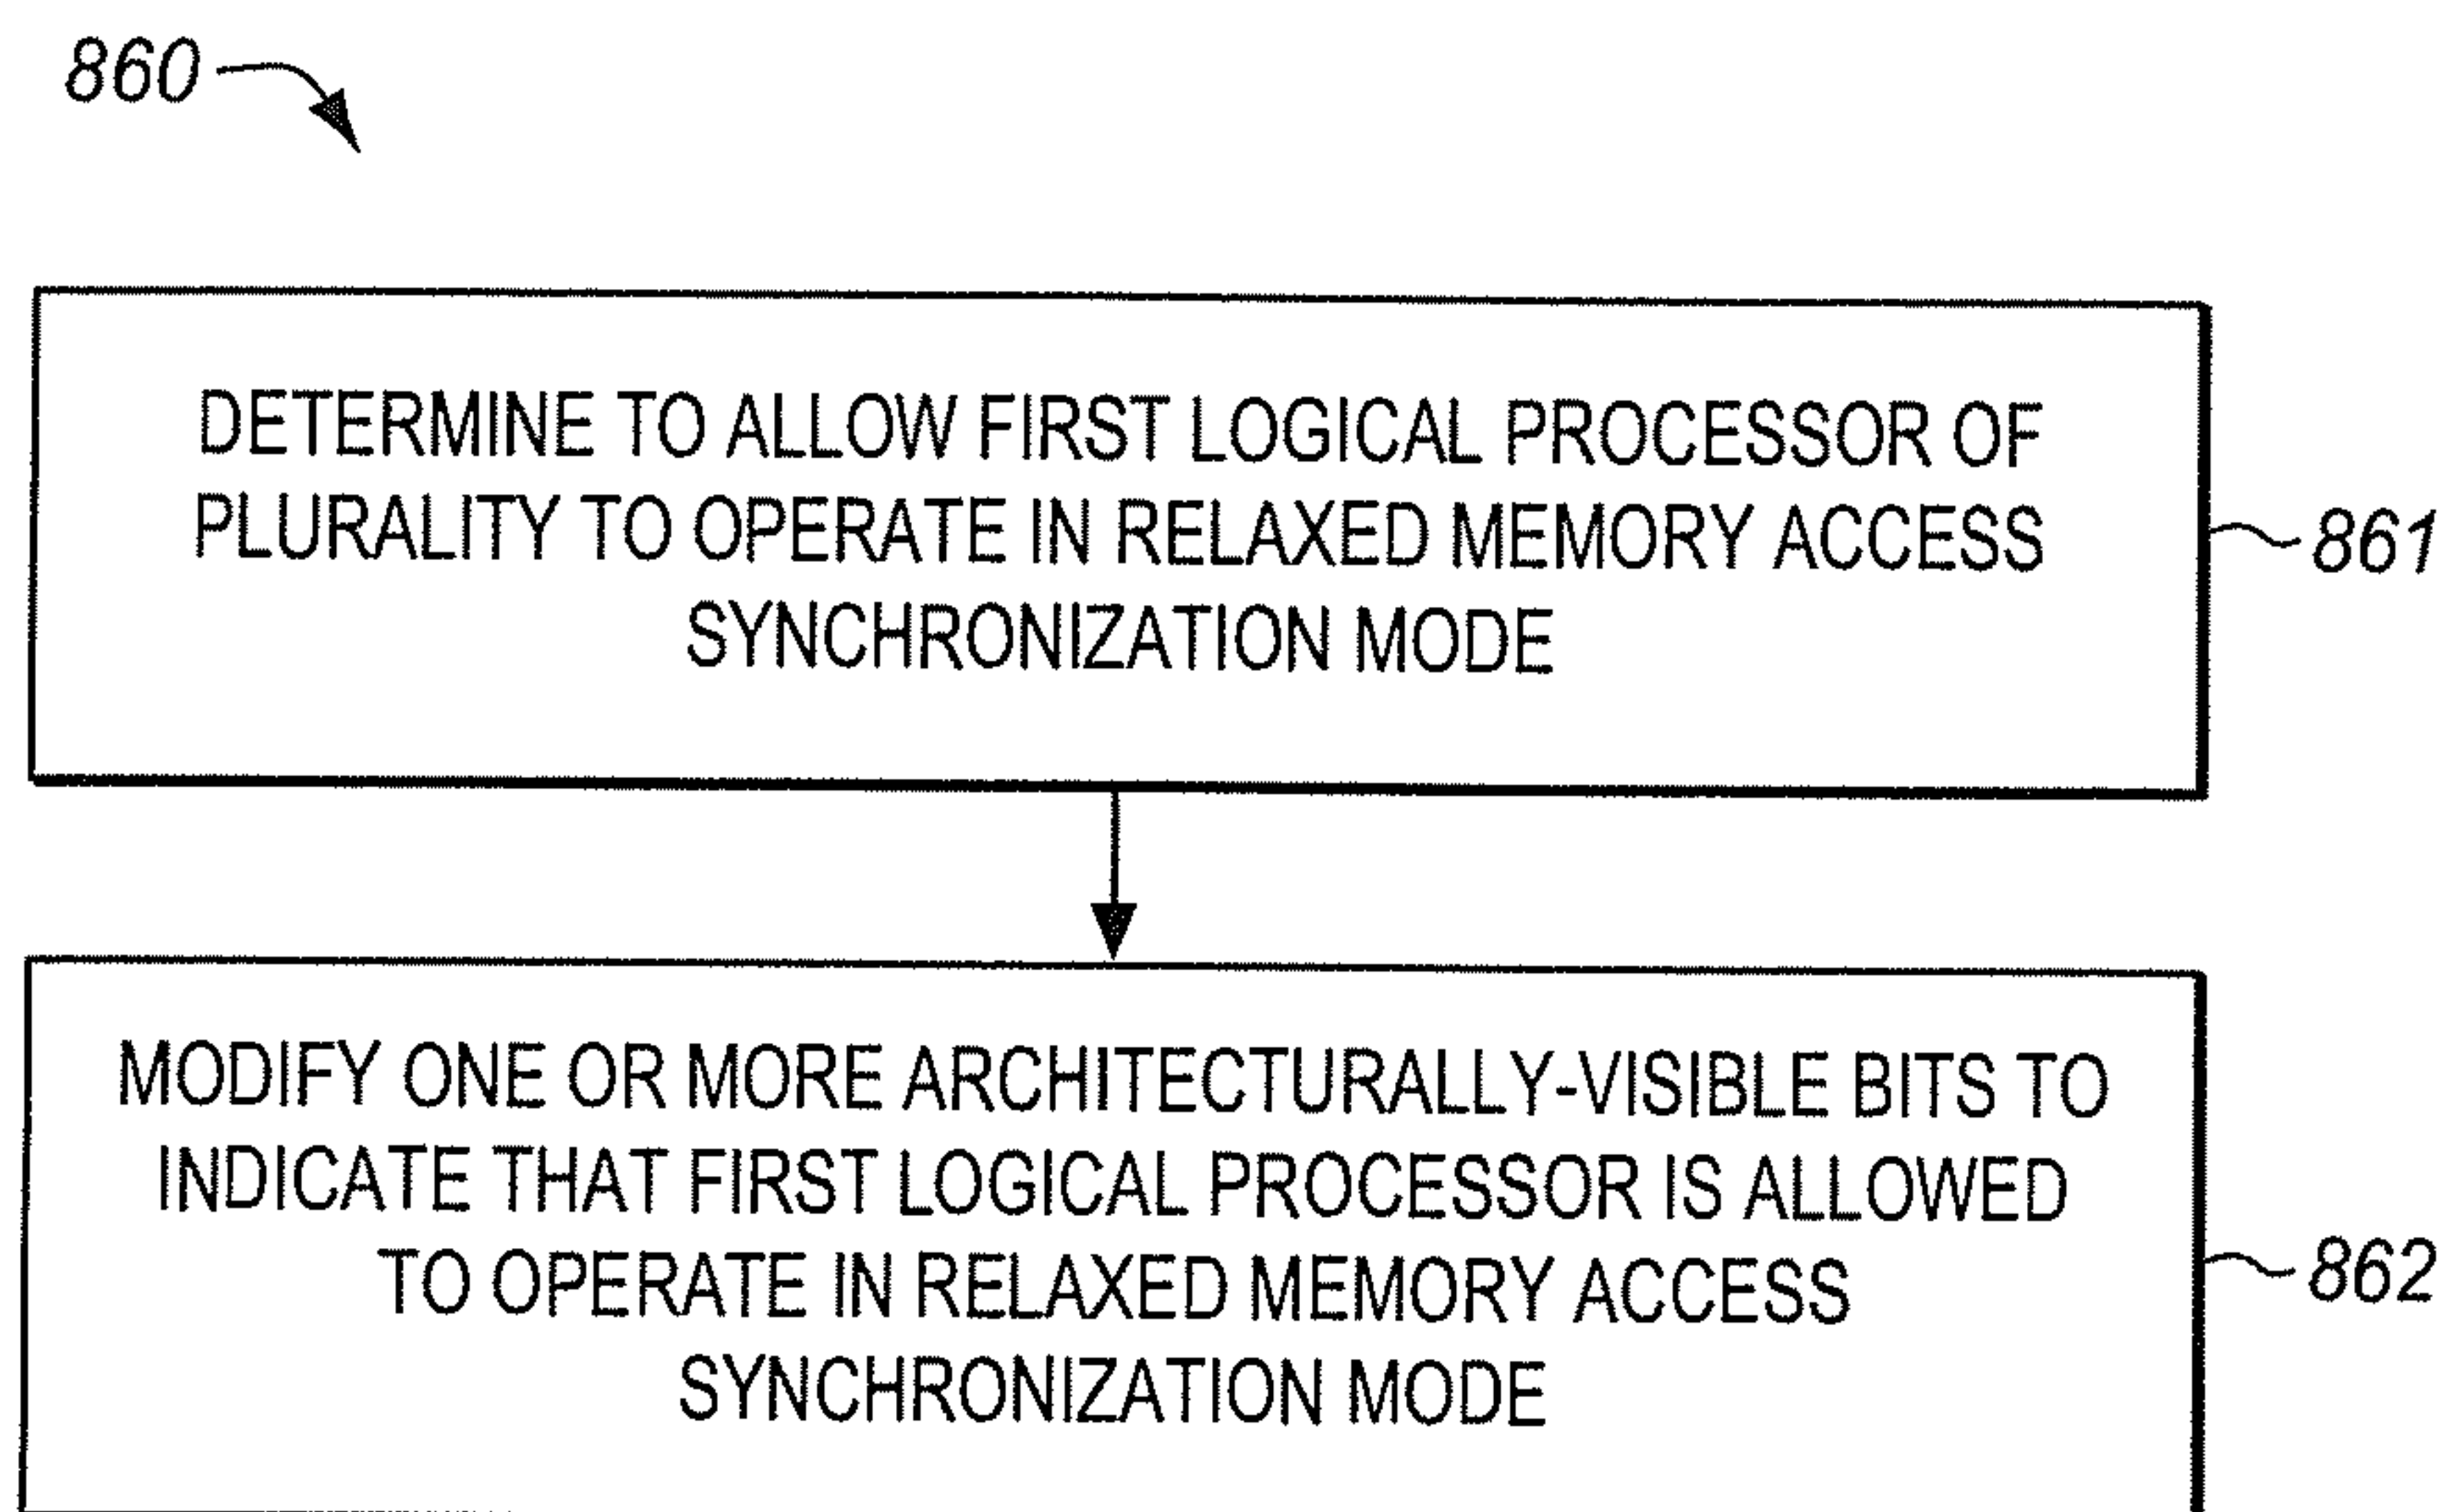 860
DETERMINE TO ALLOW FIRST LOGICAL PROCESSOR OF
PLURALITY TO OPERATE IN RELAXED MEMORY ACCESS
SYNCHRONIZATION MODE
861
MODIFY ONE OR MORE ARCHITECTURALLY-VISIBLE BITS TO
INDICATE THAT FIRST LOGICAL PROCESSOR IS ALLOWED
TO OPERATE IN RELAXED MEMORY ACCESS
SYNCHRONIZATION MODE
862